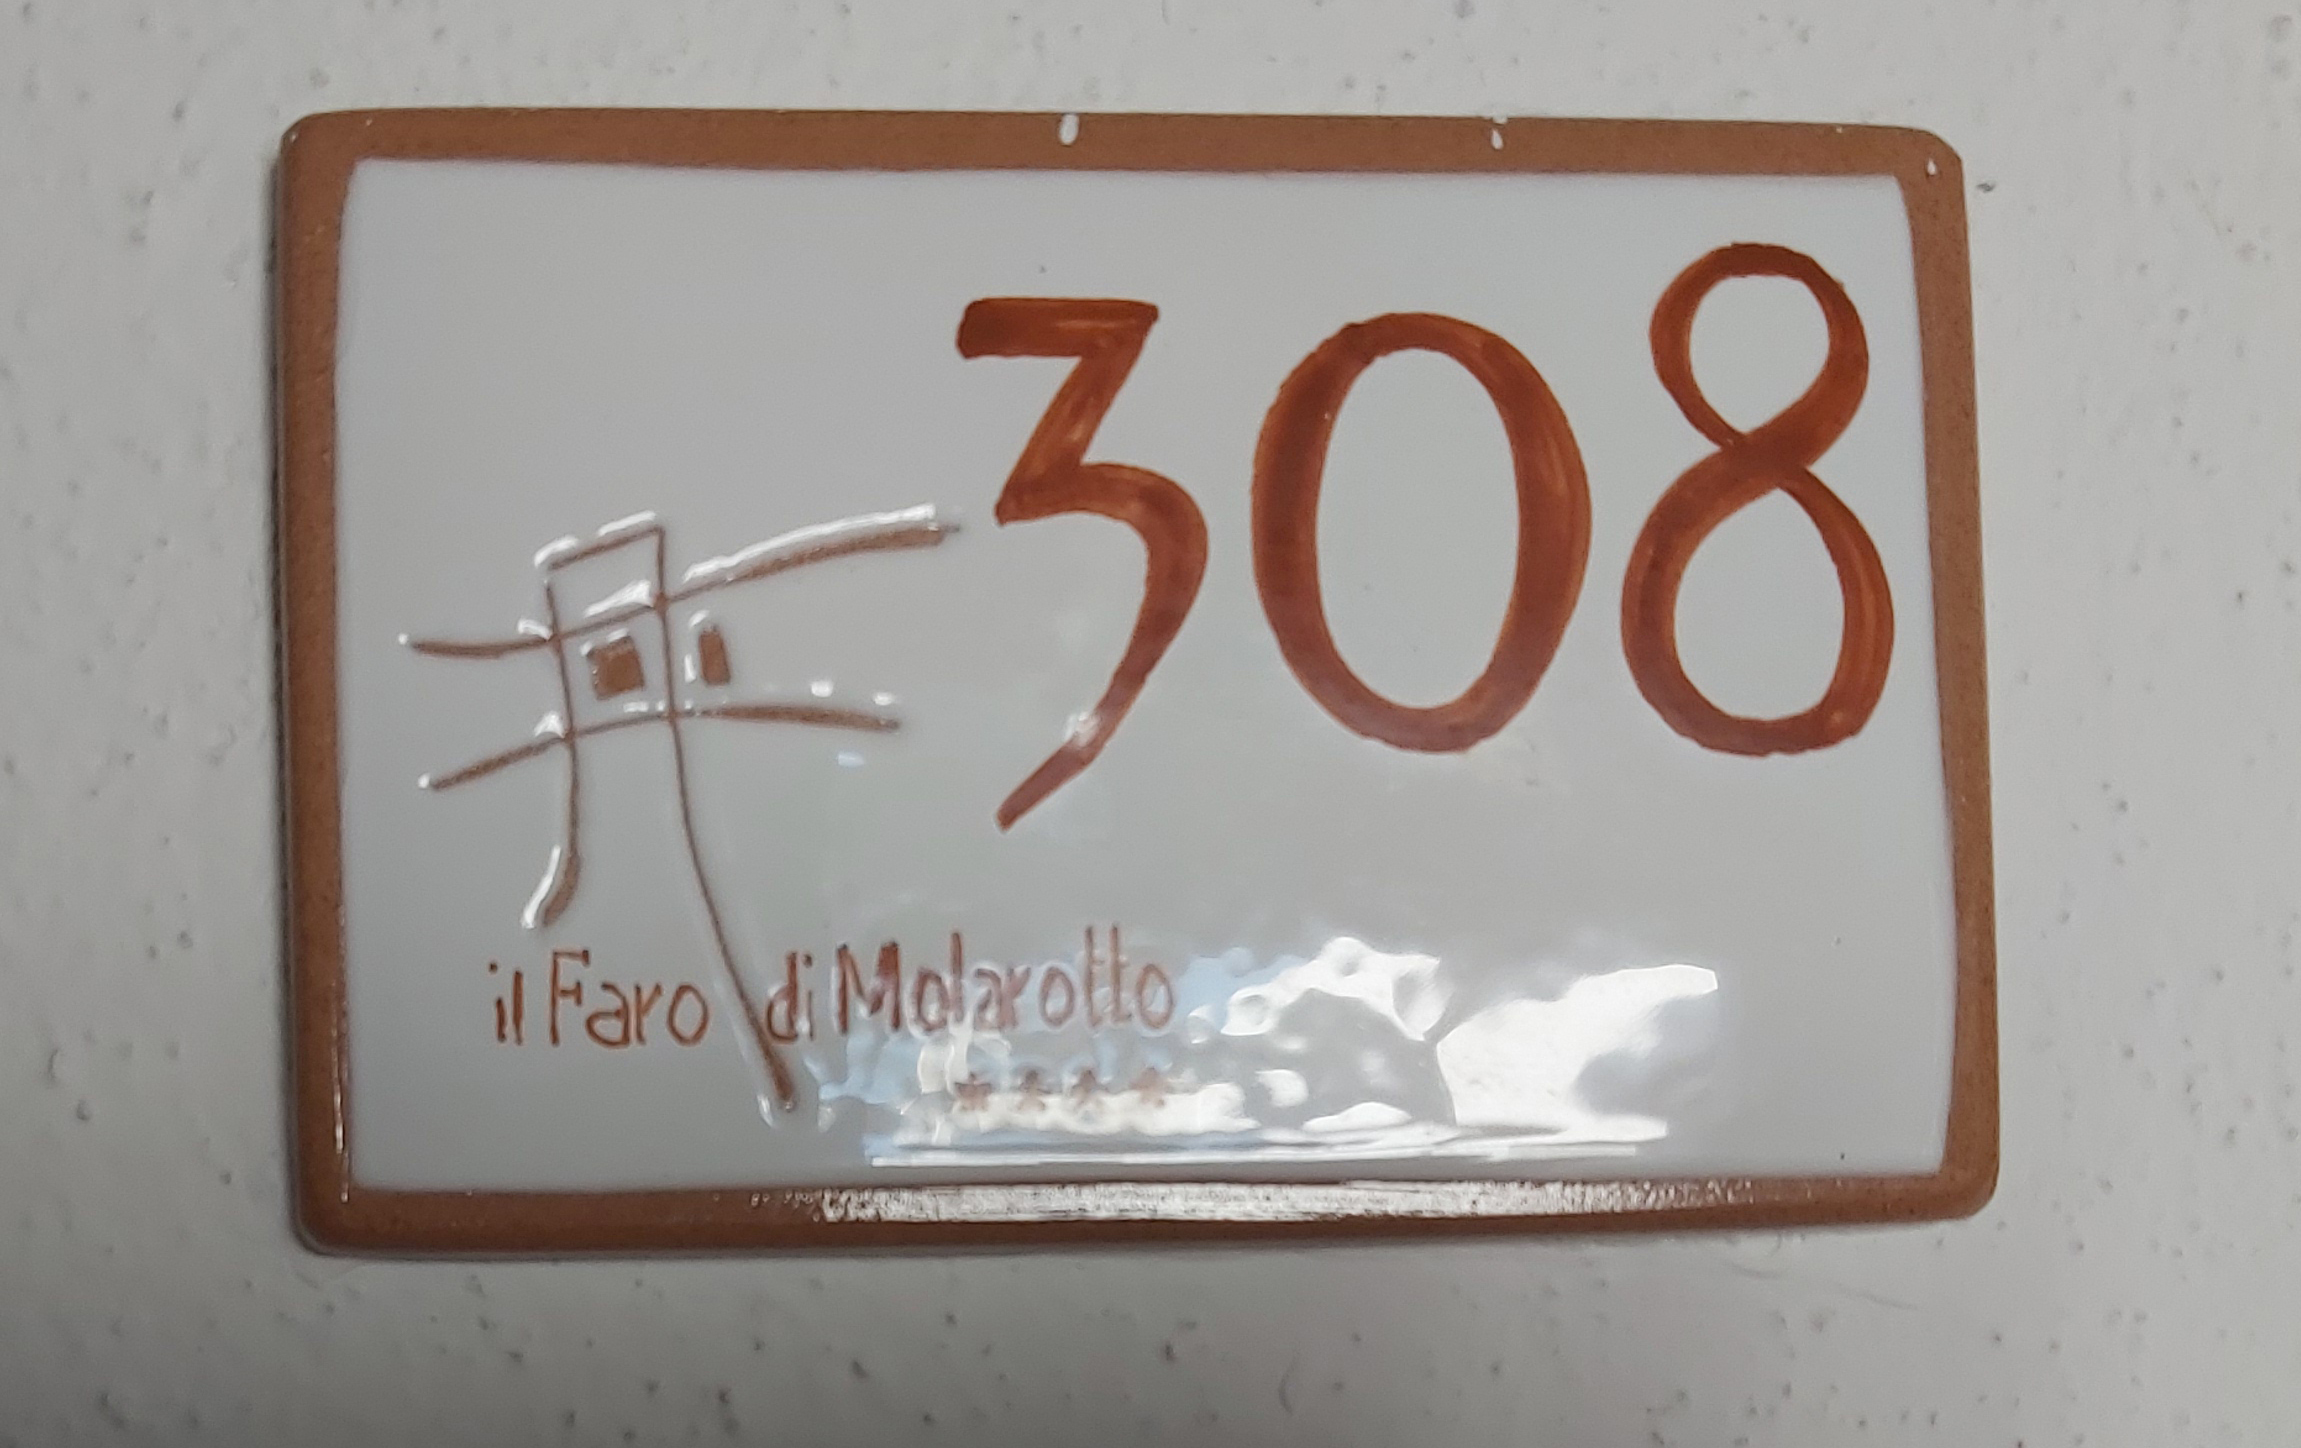 308
il Faro di Molarotto
★★★★